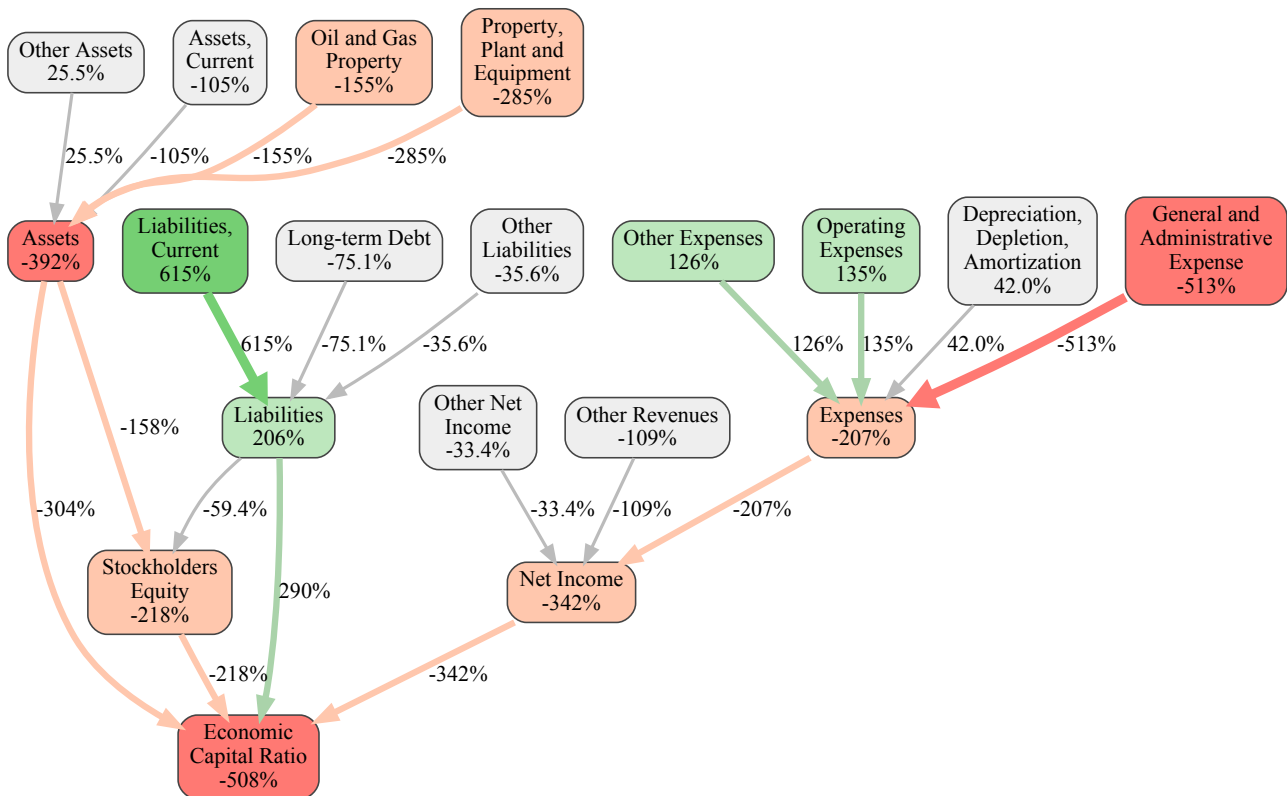 Other Assets
25.5%
Assets,
Current
-105%
Oil and Gas
Property
-155%
Property,
Plant and
Equipment
-285%
25.5%
-105%
-155%
-285%
Assets
-392%
Liabilities,
Current
615%
Long-term Debt
-75.1%
Other
Liabilities
-35.6%
Other Expenses
126%
Operating
Expenses
135%
Depreciation,
Depletion,
Amortization
42.0%
General and
Administrative
Expense
-513%
615%
-75.1%
-35.6%
126%
135%
42.0%
-513%
Liabilities
206%
Other Net
Income
-33.4%
Other Revenues
-109%
Expenses
-207%
-158%
-304%
-59.4%
-33.4%
-109%
-207%
Stockholders
Equity
-218%
290%
Net Income
-342%
-218%
-342%
Economic
Capital Ratio
-508%